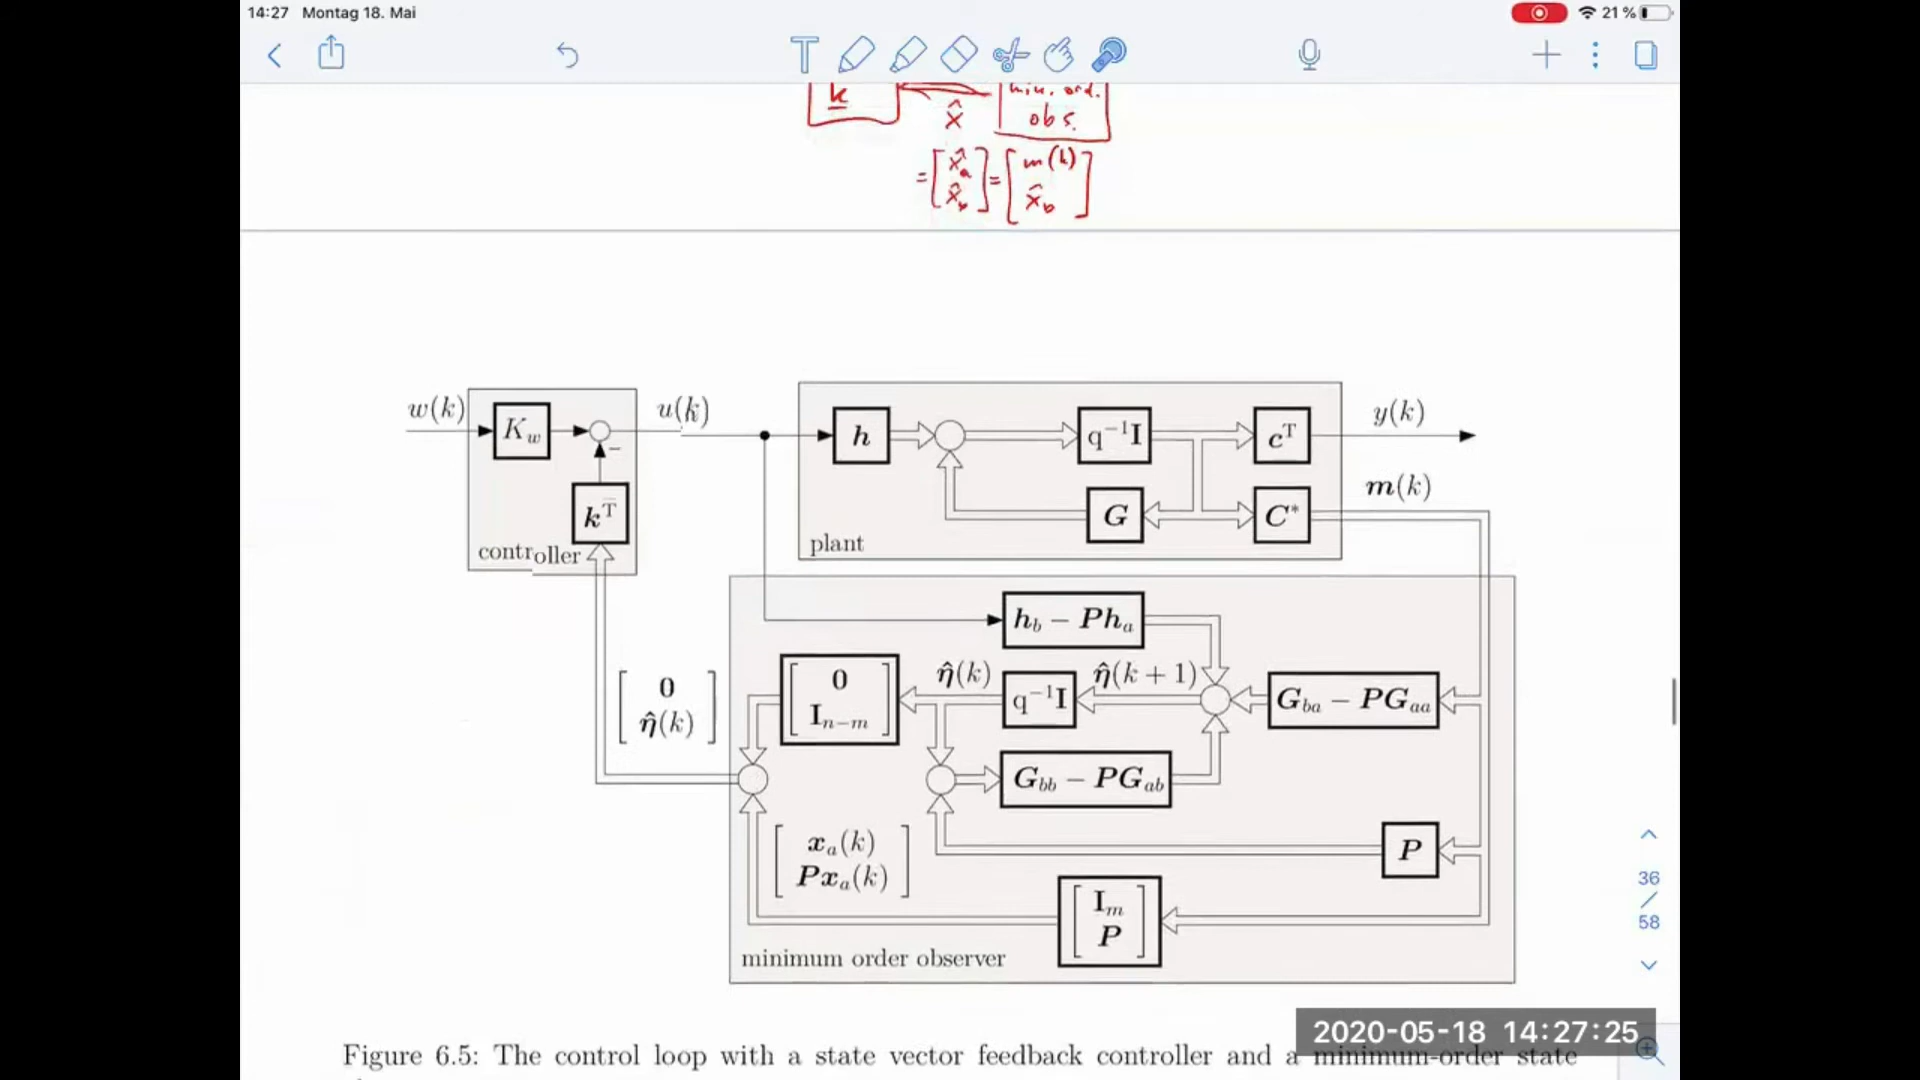 14:27 Montag 18. Mai
21 %
k
min. ord.
x̂
obs.
= [x̂a x̂b] = [m(k) x̂b]
w(k)
Kw
−
u(k)
h
q⁻¹I
cT
y(k)
kT
G
C*
m(k)
controller
plant
hb − Pha
[0 In−m]
η̂(k)
q⁻¹I
η̂(k + 1)
Gba − PGaa
[0 η̂(k)]
Gbb − PGab
[xa(k) Pxa(k)]
P
[Im P]
minimum order observer
36
/
58
2020-05-18 14:27:25
Figure 6.5: The control loop with a state vector feedback controller and a minimum-order state